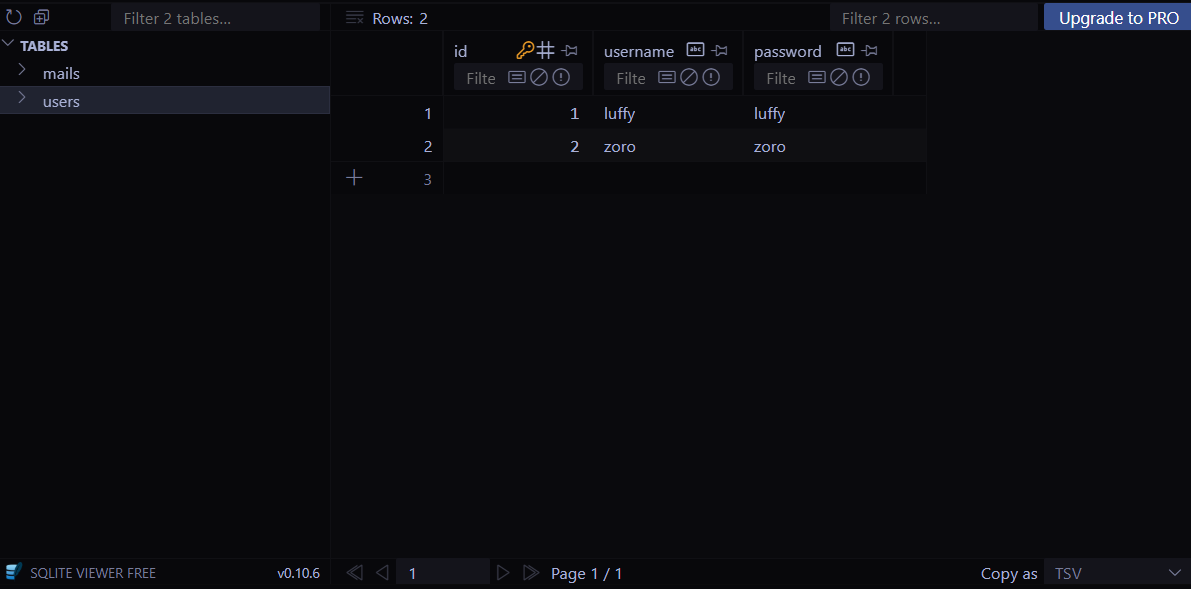 Filter 2 tables...
Rows: 2
Filter 2 rows...
Upgrade to PRO
TABLES
mails
users
id
username
abc
password
abc
Filte
Filte
Filte
1 1 luffy luffy
2 2 zoro zoro
3
SQLITE VIEWER FREE
v0.10.6
1
Page 1 / 1
Copy as
TSV